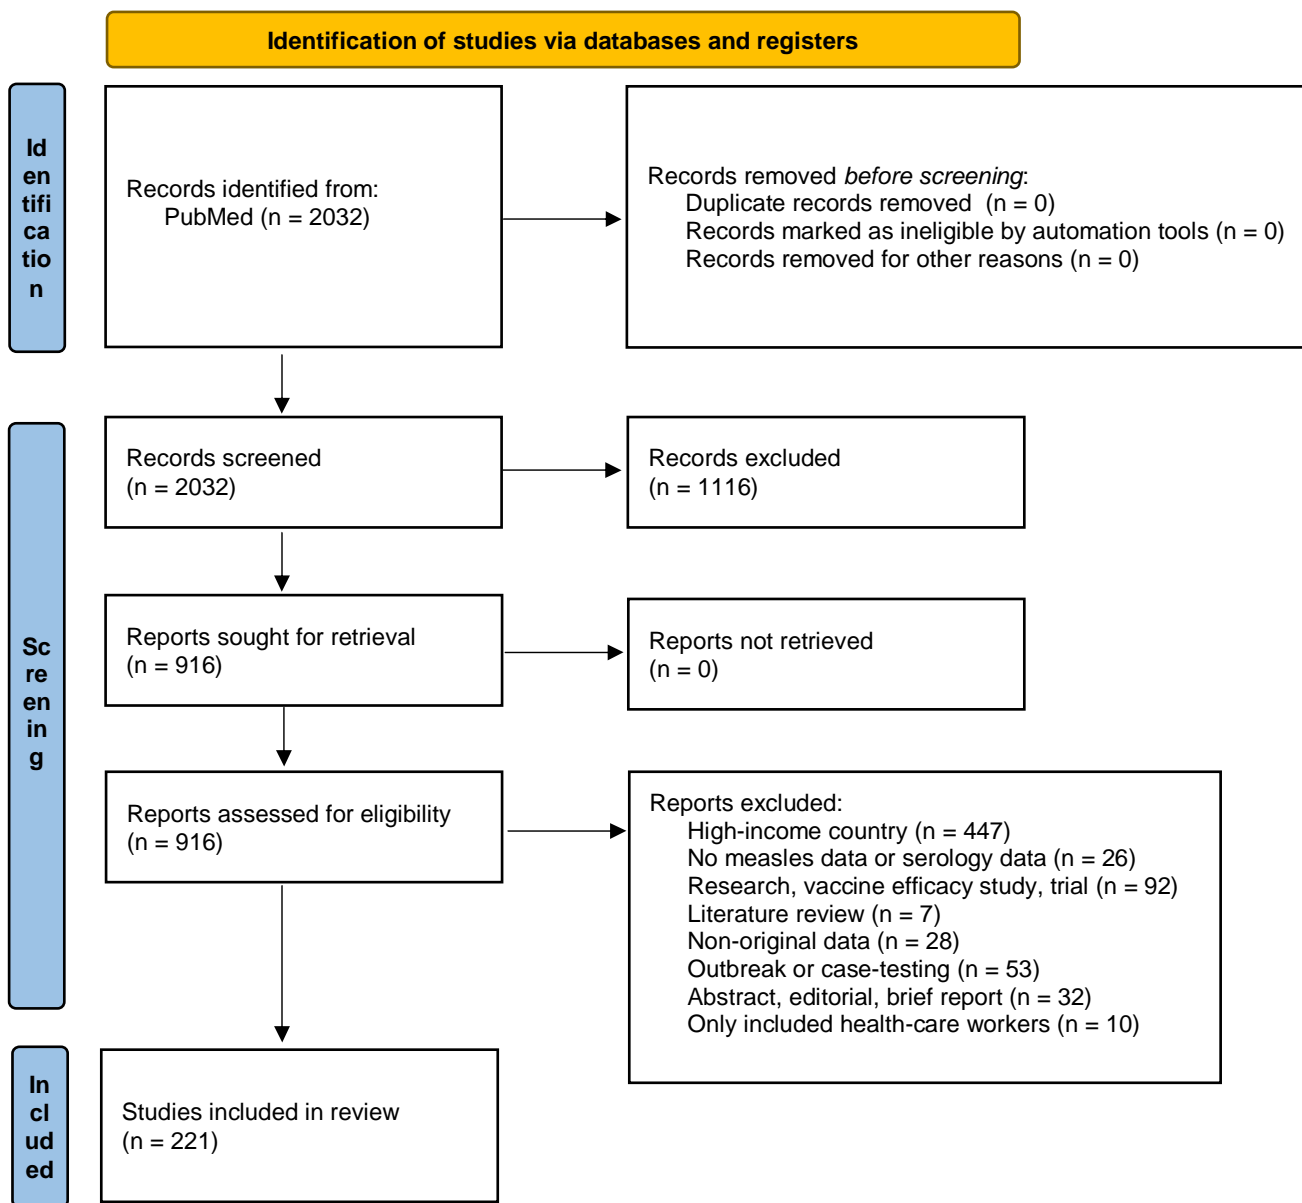 Identification of studies via databases and registers
Id
en
tifi
ca
tio
n
Records identified from:
PubMed (n = 2032)
Records removed before screening:
Duplicate records removed  (n = 0)
Records marked as ineligible by automation tools (n = 0)
Records removed for other reasons (n = 0)
Sc
re
en
in
g
Records screened
(n = 2032)
Records excluded
(n = 1116)
Reports sought for retrieval
(n = 916)
Reports not retrieved
(n = 0)
Reports assessed for eligibility
(n = 916)
Reports excluded:
High-income country (n = 447)
No measles data or serology data (n = 26)
Research, vaccine efficacy study, trial (n = 92)
Literature review (n = 7)
Non-original data (n = 28)
Outbreak or case-testing (n = 53)
Abstract, editorial, brief report (n = 32)
Only included health-care workers (n = 10)
In
cl
ud
ed
Studies included in review
(n = 221)